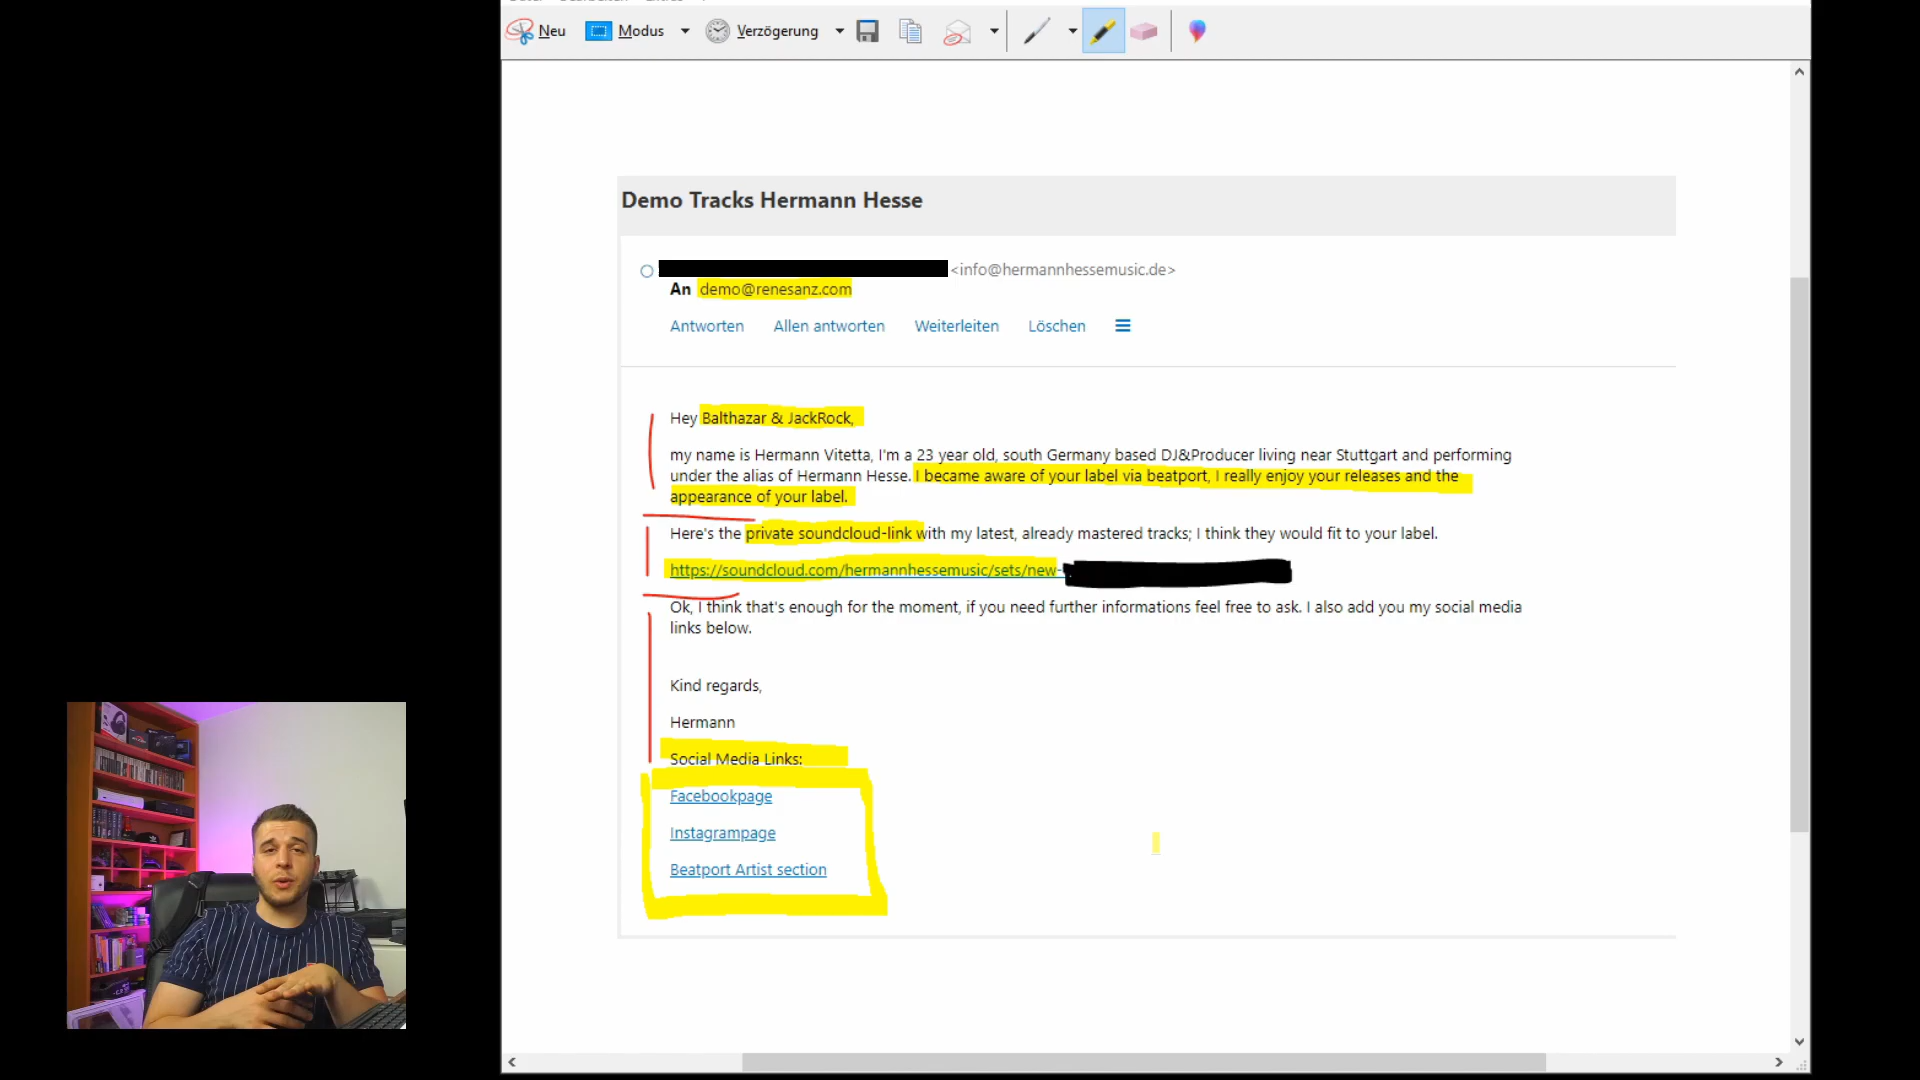 Neu Modus Verzögerung
Demo Tracks Hermann Hesse
<info@hermannhessemusic.de>
An demo@renesanz.com
Antworten Allen antworten Weiterleiten Löschen
Hey Balthazar & JackRock,
my name is Hermann Vitetta, I'm a 23 year old, south Germany based DJ&Producer living near Stuttgart and performing
under the alias of Hermann Hesse. I became aware of your label via beatport, I really enjoy your releases and the
appearance of your label.
Here's the private soundcloud-link with my latest, already mastered tracks; I think they would fit to your label.
https://soundcloud.com/hermannhessemusic/sets/new-
Ok, I think that's enough for the moment, if you need further informations feel free to ask. I also add you my social media
links below.
Kind regards,
Hermann
Social Media Links:
Facebookpage
Instagrampage
Beatport Artist section